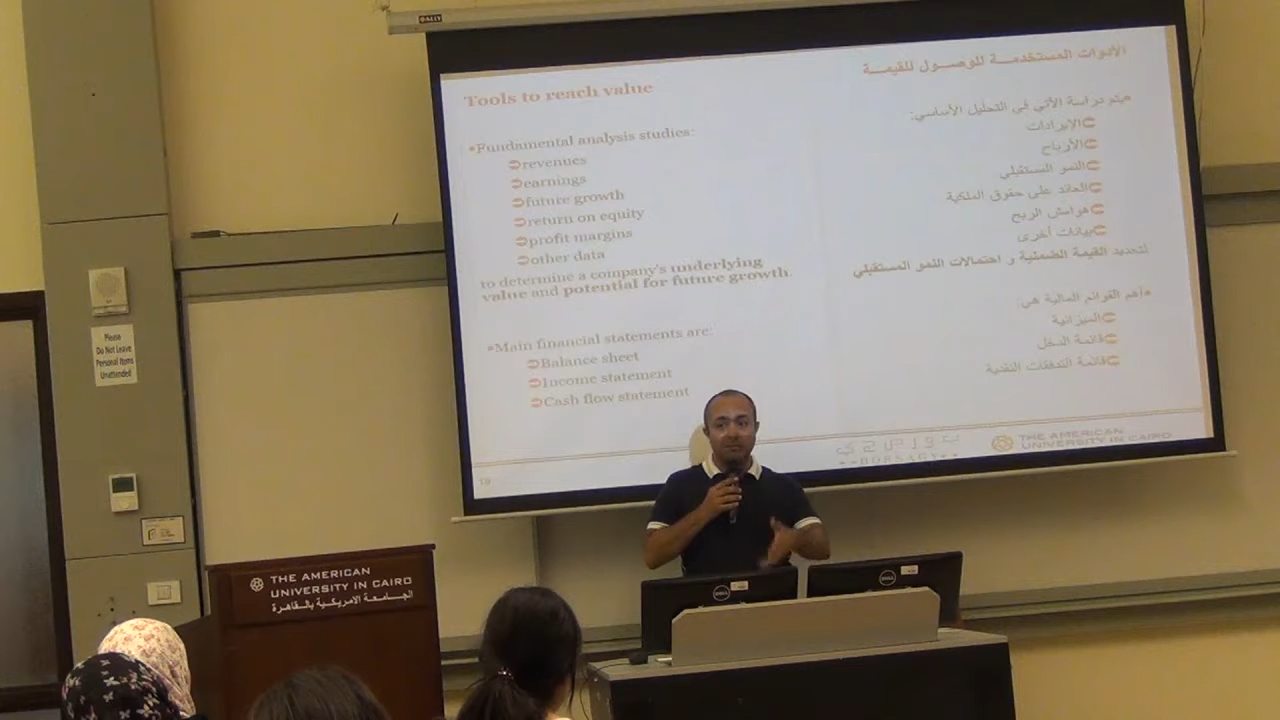 DALITE
Tools to reach value
•Fundamental analysis studies:
➲revenues
➲earnings
➲future growth
➲return on equity
➲profit margins
➲other data
to determine a company's underlying
value and potential for future growth.
•Main financial statements are:
➲Balance sheet
➲Income statement
➲Cash flow statement
الأدوات المستخدمة للوصول للقيمة
•يتم دراسة الآتي في التحليل الأساسي:
➲الإيرادات
➲الأرباح
➲النمو المستقبلي
➲العائد على حقوق الملكية
➲هوامش الربح
➲بيانات أخرى
لتحديد القيمة الضمنية و احتمالات النمو المستقبلي
•أهم القوائم المالية هي:
➲الميزانية
➲قائمة الدخل
➲قائمة التدفقات النقدية
BORSAGY
THE AMERICAN
UNIVERSITY IN CAIRO
Please
Do Not Leave
Personal Items
Unattended
THE AMERICAN
UNIVERSITY IN CAIRO
الجامعة الامريكية بالقاهرة
DELL
DELL